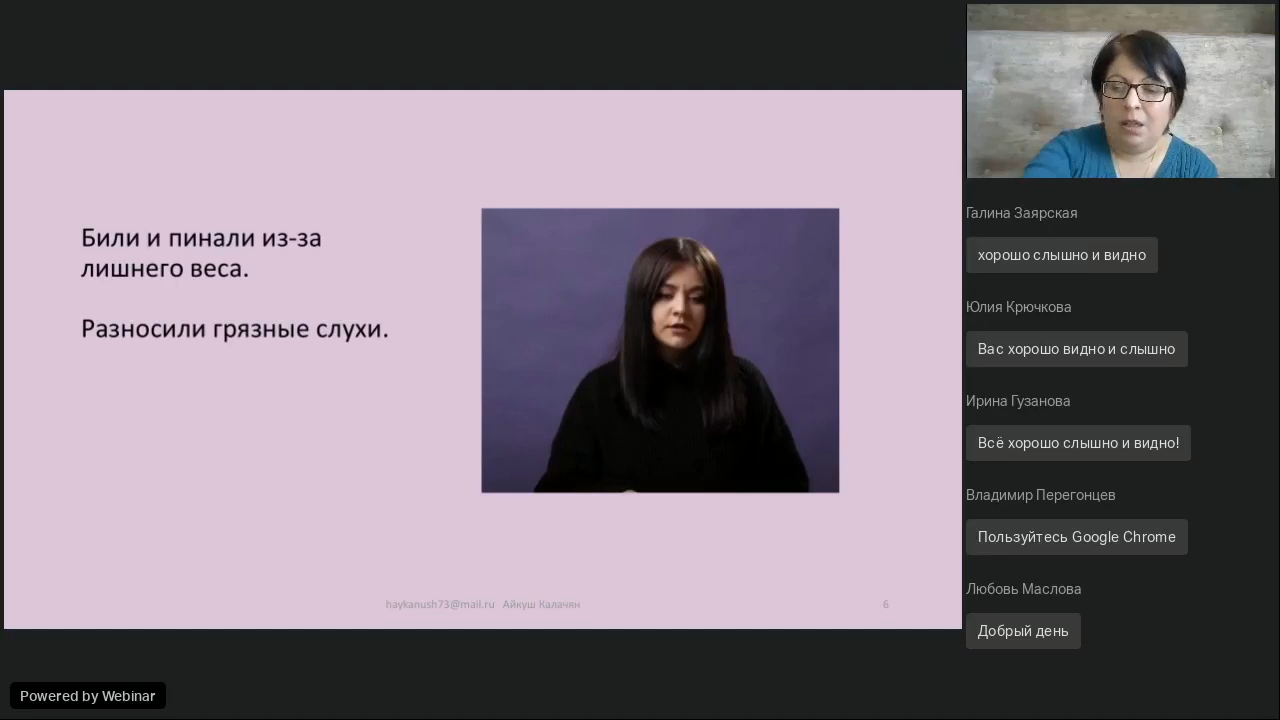 Били и пинали из-за
лишнего веса.
Разносили грязные слухи.
haykanush73@mail.ru Айкуш Калачян
6
Галина Заярская
хорошо слышно и видно
Юлия Крючкова
Вас хорошо видно и слышно
Ирина Гузанова
Всё хорошо слышно и видно!
Владимир Перегонцев
Пользуйтесь Google Chrome
Любовь Маслова
Добрый день
Powered by Webinar